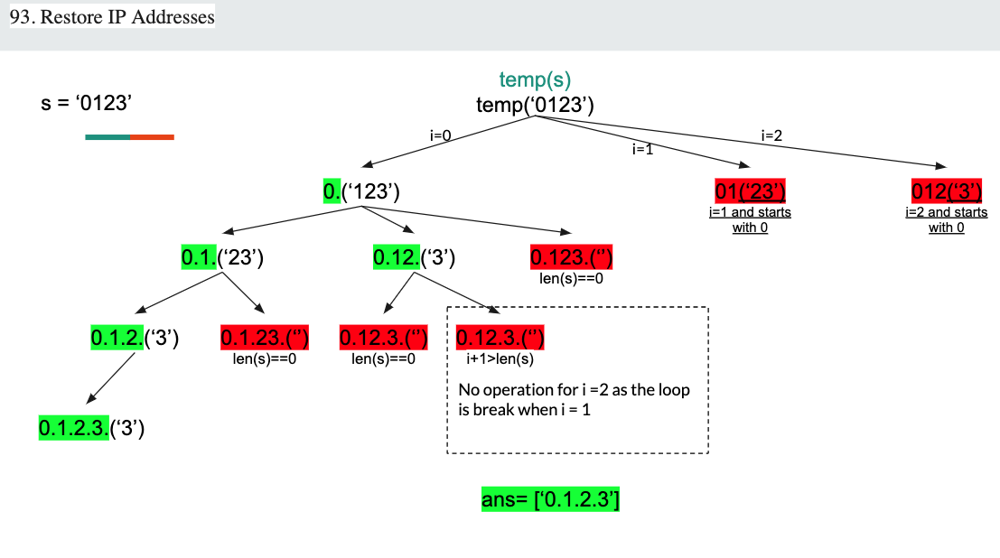 93. Restore IP Addresses
temp(s)
s = ‘0123’
temp(‘0123’)
i=0
i=1
i=2
0.(‘123’)
01(‘23’)
012(‘3’)
i=1 and starts
with 0
i=2 and starts
with 0
0.1.(‘23’)
0.12.(‘3’)
0.123.(‘’)
len(s)==0
0.1.2.(‘3’)
0.1.23.(‘’)
0.12.3.(‘’)
0.12.3.(‘’)
len(s)==0
len(s)==0
i+1>len(s)
No operation for i =2 as the loop
is break when i = 1
0.1.2.3.(‘3’)
ans= [‘0.1.2.3’]